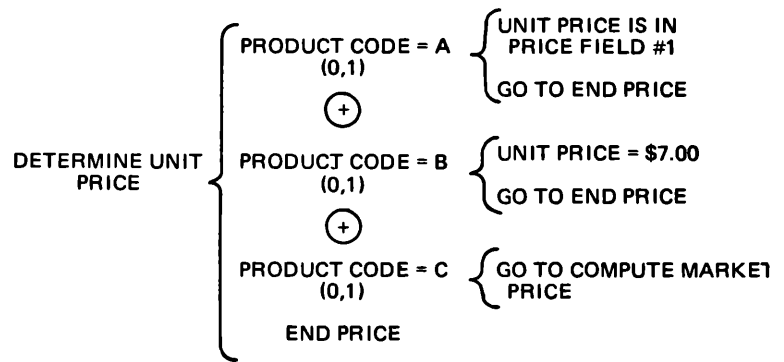 PRODUCT CODE = A
(0,1)
UNIT PRICE IS IN
PRICE FIELD #1
GO TO END PRICE
+
DETERMINE UNIT
PRICE
PRODUCT CODE = B
(0,1)
UNIT PRICE = $7.00
GO TO END PRICE
+
PRODUCT CODE = C
(0,1)
GO TO COMPUTE MARKET
PRICE
END PRICE